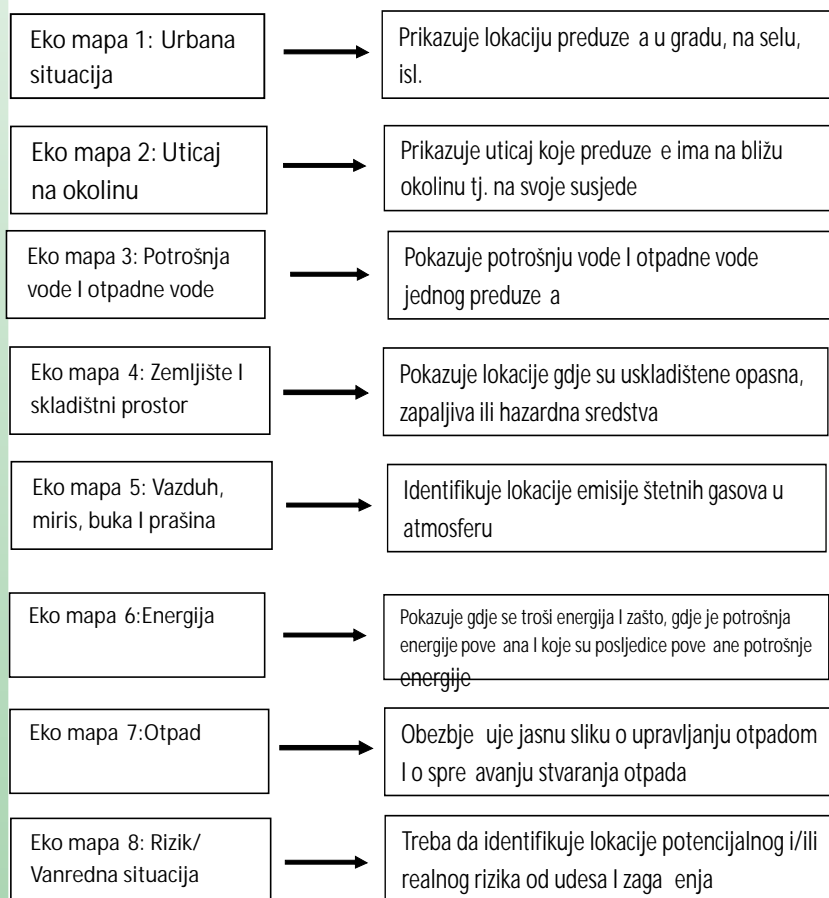 Eko mapa 1: Urbana
situacija
Prikazuje lokaciju preduze a u gradu, na selu,
isl.
Eko mapa 2: Uticaj
na okolinu
Prikazuje uticaj koje preduze e ima na bližu
okolinu tj. na svoje susjede
Eko mapa 3: Potrošnja
vode I otpadne vode
Pokazuje potrošnju vode I otpadne vode
jednog preduze a
Eko mapa 4: Zemljište I
skladištni prostor
Pokazuje lokacije gdje su uskladištene opasna,
zapaljiva ili hazardna sredstva
Eko mapa 5: Vazduh,
miris, buka I prašina
Identifikuje lokacije emisije štetnih gasova u
atmosferu
Eko mapa 6:Energija
Pokazuje gdje se troši energija I zašto, gdje je potrošnja
energije pove ana I koje su posljedice pove ane potrošnje
energije
Eko mapa 7:Otpad
Obezbje uje jasnu sliku o upravljanju otpadom
I o spre avanju stvaranja otpada
Eko mapa 8: Rizik/
Vanredna situacija
Treba da identifikuje lokacije potencijalnog i/ili
realnog rizika od udesa I zaga enja